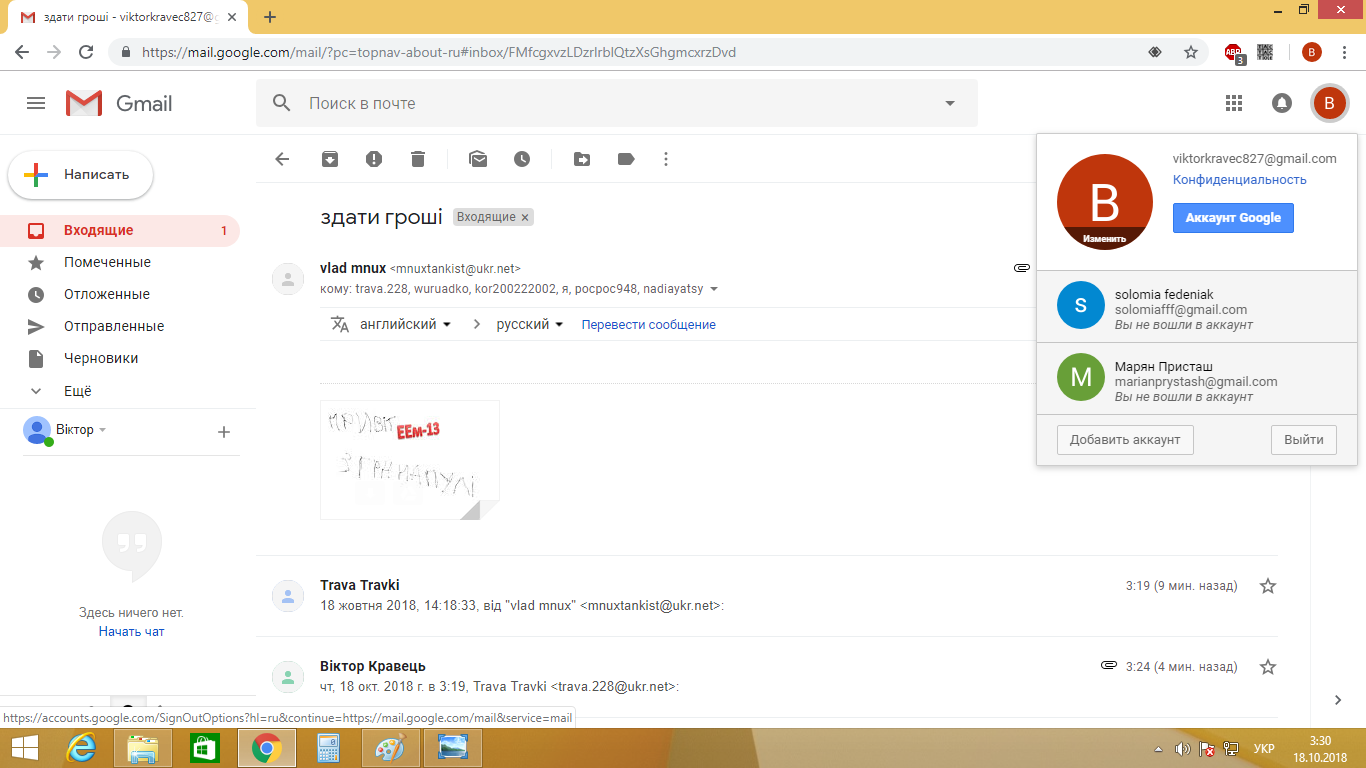 здати гроші - viktorkravec827@g
https://mail.google.com/mail/?pc=topnav-about-ru#inbox/FMfcgxvzLDzrlrblQtzXsGhgmcxrzDvd
ABP
3
В
Gmail
Поиск в почте
В
Написать
Входящие 1
Помеченные
Отложенные
Отправленные
Черновики
Ещё
Віктор
Здесь ничего нет.
Начать чат
здати гроші Входящие ×
vlad mnux <mnuxtankist@ukr.net>
кому: trava.228, wuruadko, kor200222002, я, pocpoc948, nadiayatsy
английский > русский Перевести сообщение
ЕЕм-13
Trava Travki 3:19 (9 мин. назад)
18 жовтня 2018, 14:18:33, від "vlad mnux" <mnuxtankist@ukr.net>:
Віктор Кравець 3:24 (4 мин. назад)
чт, 18 окт. 2018 г. в 3:19, Trava Travki <trava.228@ukr.net>:
В
Изменить
viktorkravec827@gmail.com
Конфиденциальность
Аккаунт Google
S
solomia fedeniak
solomiafff@gmail.com
Вы не вошли в аккаунт
М
Марян Присташ
marianprystash@gmail.com
Вы не вошли в аккаунт
Добавить аккаунт Выйти
https://accounts.google.com/SignOutOptions?hl=ru&continue=https://mail.google.com/mail&service=mail
УКР
3:30
18.10.2018